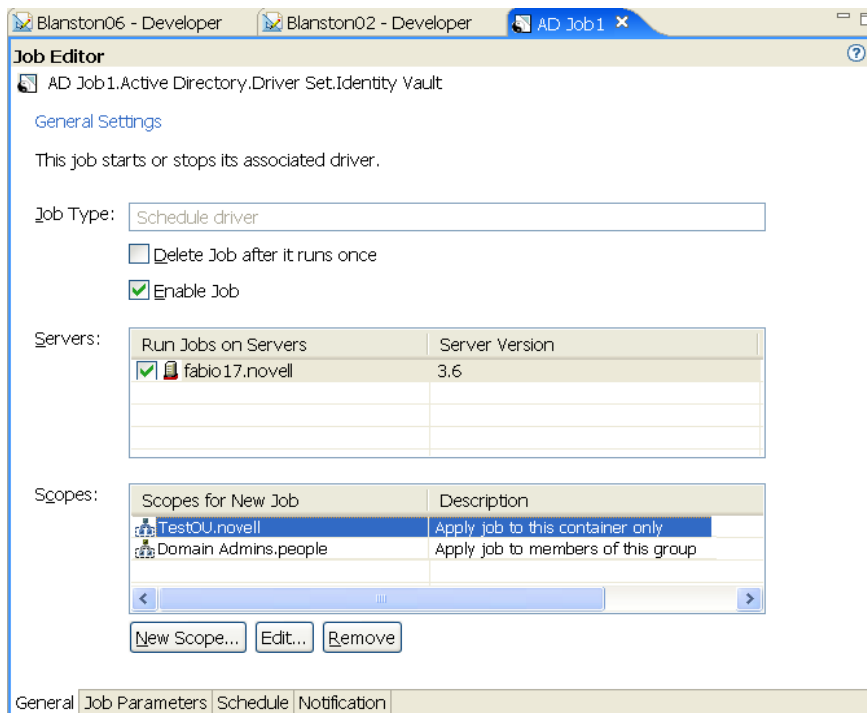 Blanston06 - Developer Blanston02 - Developer AD Job1
Job Editor
AD Job1.Active Directory.Driver Set.Identity Vault
General Settings
This job starts or stops its associated driver.
Job Type: Schedule driver
Delete Job after it runs once
Enable Job
Servers: Run Jobs on Servers Server Version
fabio17.novell 3.6
Scopes: Scopes for New Job Description
TestOU.novell Apply job to this container only
Domain Admins.people Apply job to members of this group
New Scope... Edit... Remove
General Job Parameters Schedule Notification